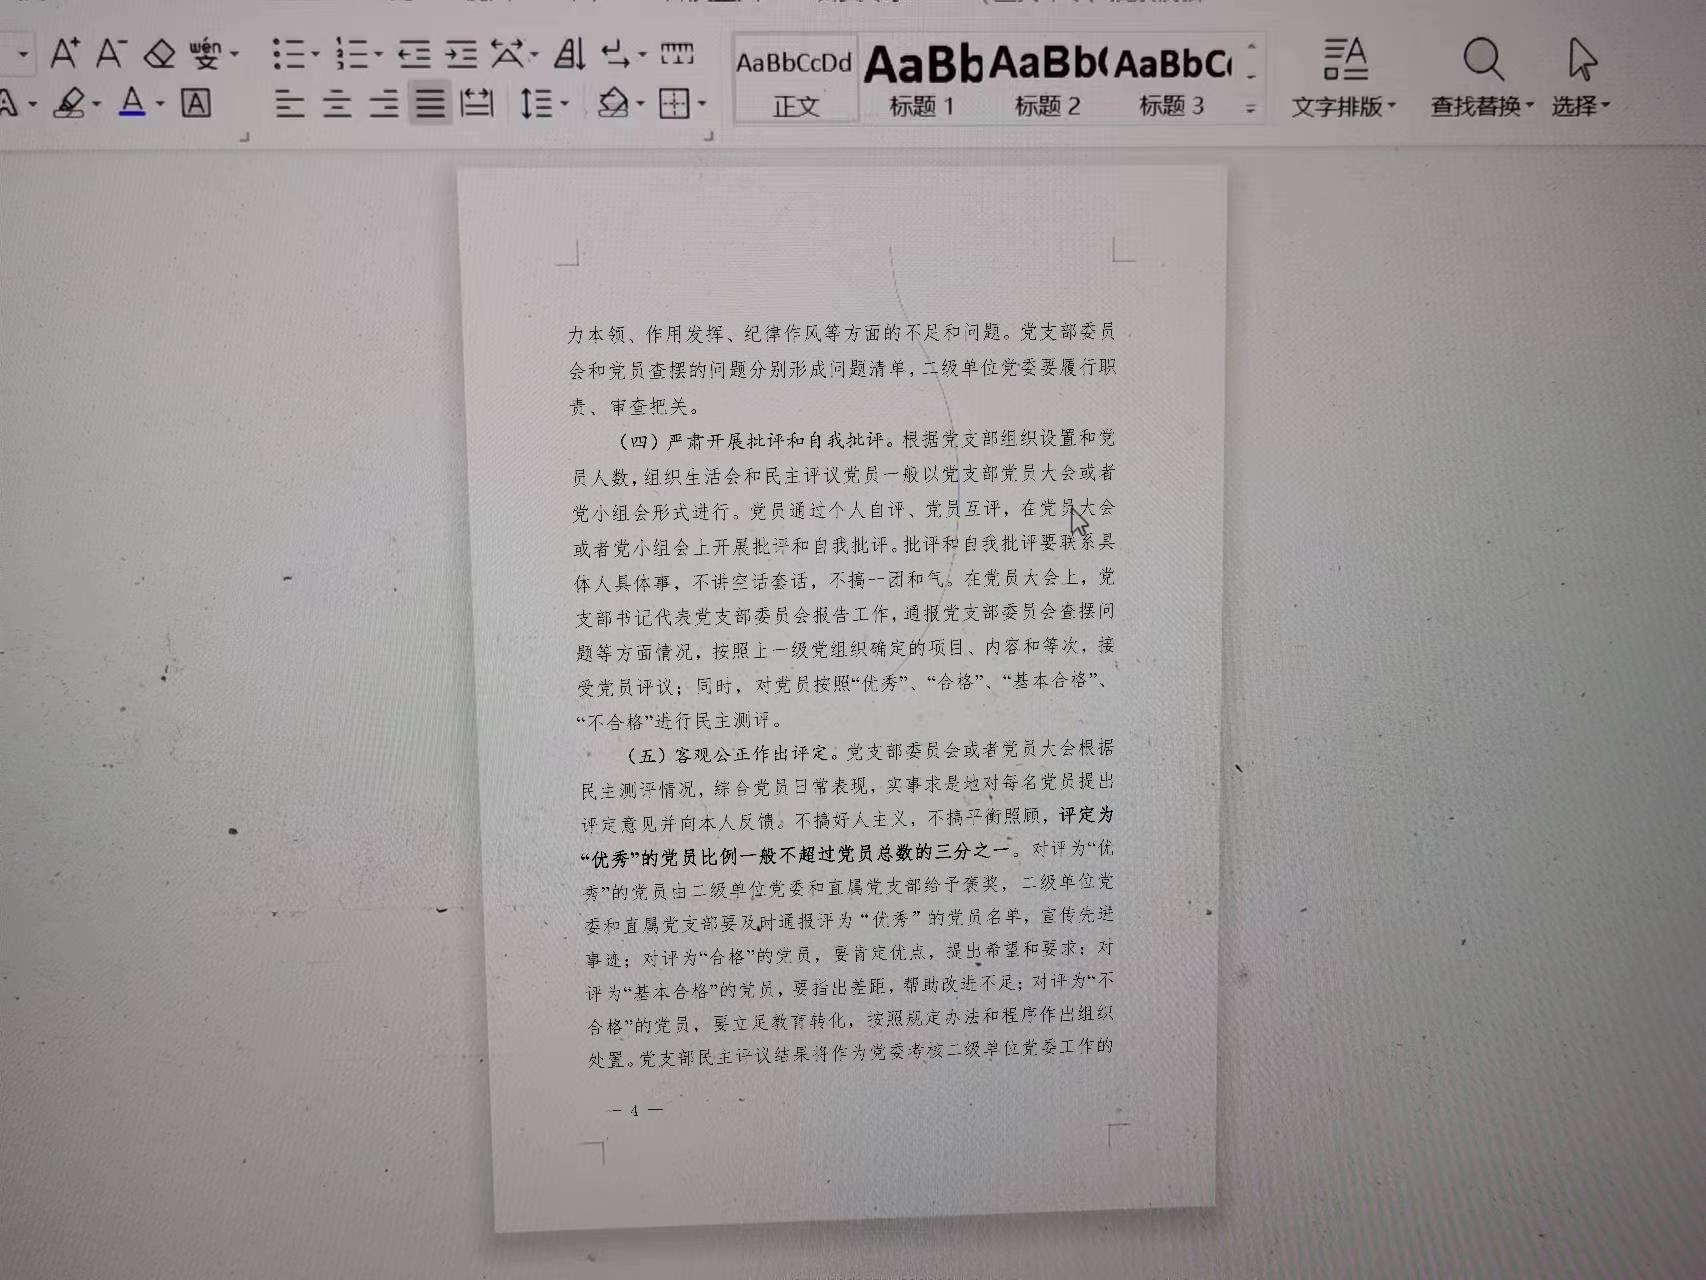 wén
变
AaBbCcDd AaBb AaBb( AaBbC
正文 标题 1 标题 2 标题 3 文字排版 查找替换 选择
力本领、作用发挥、纪律作风等方面的不足和问题。党支部委员
会和党员查摆的问题分别形成问题清单，二级单位党委要履行职
责、审查把关。
（四）严肃开展批评和自我批评。根据党支部组织设置和党
员人数，组织生活会和民主评议党员一般以党支部党员大会或者
党小组会形式进行。党员通过个人自评、党员互评，在党员大会
或者党小组会上开展批评和自我批评。批评和自我批评要联系具
体人具体事，不讲空话套话，不搞一团和气。在党员大会上，党
支部书记代表党支部委员会报告工作，通报党支部委员会查摆问
题等方面情况，按照上一级党组织确定的项目、内容和等次，接
受党员评议；同时，对党员按照“优秀”、“合格”、“基本合格”、
“不合格”进行民主测评。
（五）客观公正作出评定。党支部委员会或者党员大会根据
民主测评情况，综合党员日常表现，实事求是地对每名党员提出
评定意见并向本人反馈。不搞好人主义，不搞平衡照顾，评定为
“优秀”的党员比例一般不超过党员总数的三分之一。对评为“优
秀”的党员由二级单位党委和直属党支部给予褒奖，二级单位党
委和直属党支部要及时通报评为“优秀”的党员名单，宣传先进
事迹；对评为“合格”的党员，要肯定优点，提出希望和要求；对
评为“基本合格”的党员，要指出差距，帮助改进不足；对评为“不
合格”的党员，要立足教育转化，按照规定办法和程序作出组织
处置。党支部民主评议结果将作为党委考核二级单位党委工作的
— 4 —